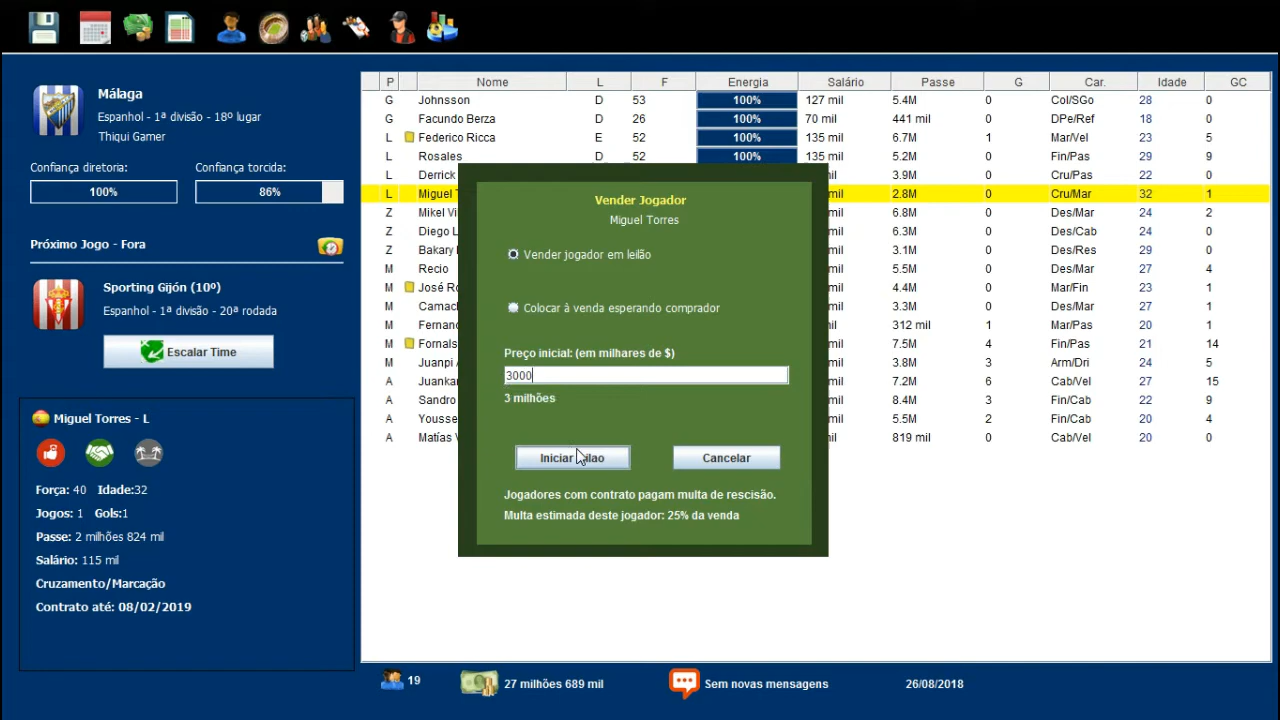 Málaga
Espanhol - 1ª divisão - 18º lugar
Thiqui Gamer
Confiança diretoria:
Confiança torcida:
100%
86%
Próximo Jogo - Fora
Sporting Gijón (10º)
Espanhol - 1ª divisão - 20ª rodada
Escalar Time
Miguel Torres - L
Força: 40 Idade:32
Jogos: 1 Gols:1
Passe: 2 milhões 824 mil
Salário: 115 mil
Cruzamento/Marcação
Contrato até: 08/02/2019
P Nome L F Energia Salário Passe G Car. Idade GC
G Johnsson D 53 100% 127 mil 5.4M 0 Col/SGo 28 0
G Facundo Berza D 26 100% 70 mil 441 mil 0 DPe/Ref 18 0
L Federico Ricca E 52 100% 135 mil 6.7M 1 Mar/Vel 23 5
L Rosales D 52 100% 135 mil 5.2M 0 Fin/Pas 29 9
L Derrick mil 3.9M 0 Cru/Pas 22 0
L Miguel mil 2.8M 0 Cru/Mar 32 1
Z Mikel mil 6.8M 0 Des/Mar 24 2
Z Diego mil 6.3M 0 Des/Cab 24 0
Z Bakary mil 3.1M 0 Des/Res 29 0
M Recio mil 5.5M 0 Des/Mar 27 4
M José mil 4.4M 0 Mar/Fin 23 1
M mil 3.3M 0 Des/Mar 27 1
M mil 312 mil 1 Mar/Pas 20 1
M Fornals mil 7.5M 4 Fin/Pas 21 14
M Juanpi mil 3.8M 3 Arm/Dri 24 5
A mil 7.2M 6 Cab/Vel 27 15
A Sandro mil 8.4M 3 Fin/Cab 22 9
A mil 5.5M 2 Fin/Cab 20 4
A Matías mil 819 mil 0 Cab/Vel 20 0
Vender Jogador
Miguel Torres
Vender jogador em leilão
Colocar à venda esperando comprador
Preço inicial: (em milhares de $)
3000
3 milhões
Iniciar
Cancelar
Jogadores com contrato pagam multa de rescisão.
Multa estimada deste jogador: 25% da venda
19
27 milhões 689 mil
Sem novas mensagens
26/08/2018